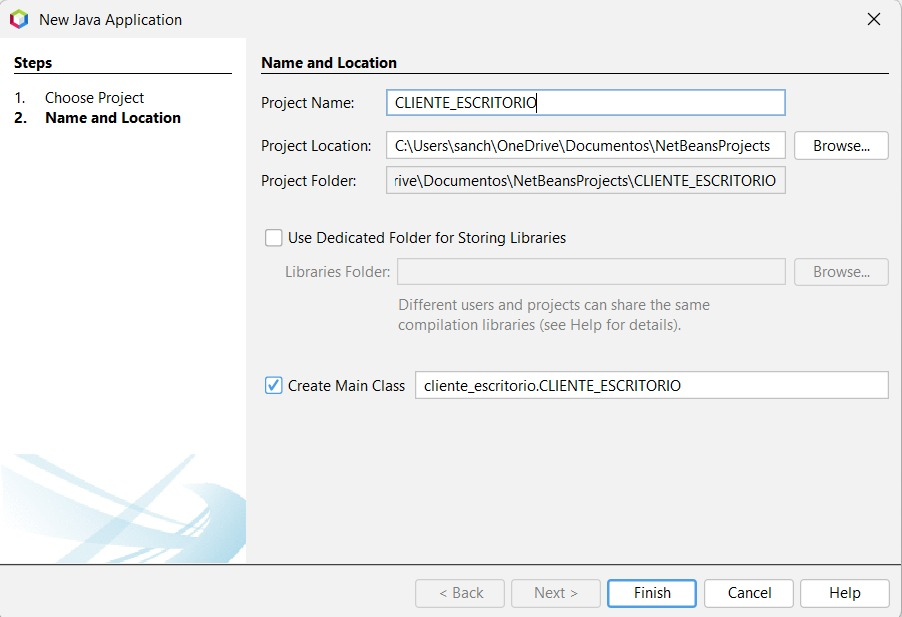 New Java Application
Steps
1. Choose Project
2. Name and Location
Name and Location
Project Name: CLIENTE_ESCRITORIO
Project Location: C:\Users\sanch\OneDrive\Documentos\NetBeansProjects Browse...
Project Folder: rive\Documentos\NetBeansProjects\CLIENTE_ESCRITORIO
Use Dedicated Folder for Storing Libraries
Libraries Folder: Browse...
Different users and projects can share the same
compilation libraries (see Help for details).
Create Main Class cliente_escritorio.CLIENTE_ESCRITORIO
< Back Next > Finish Cancel Help